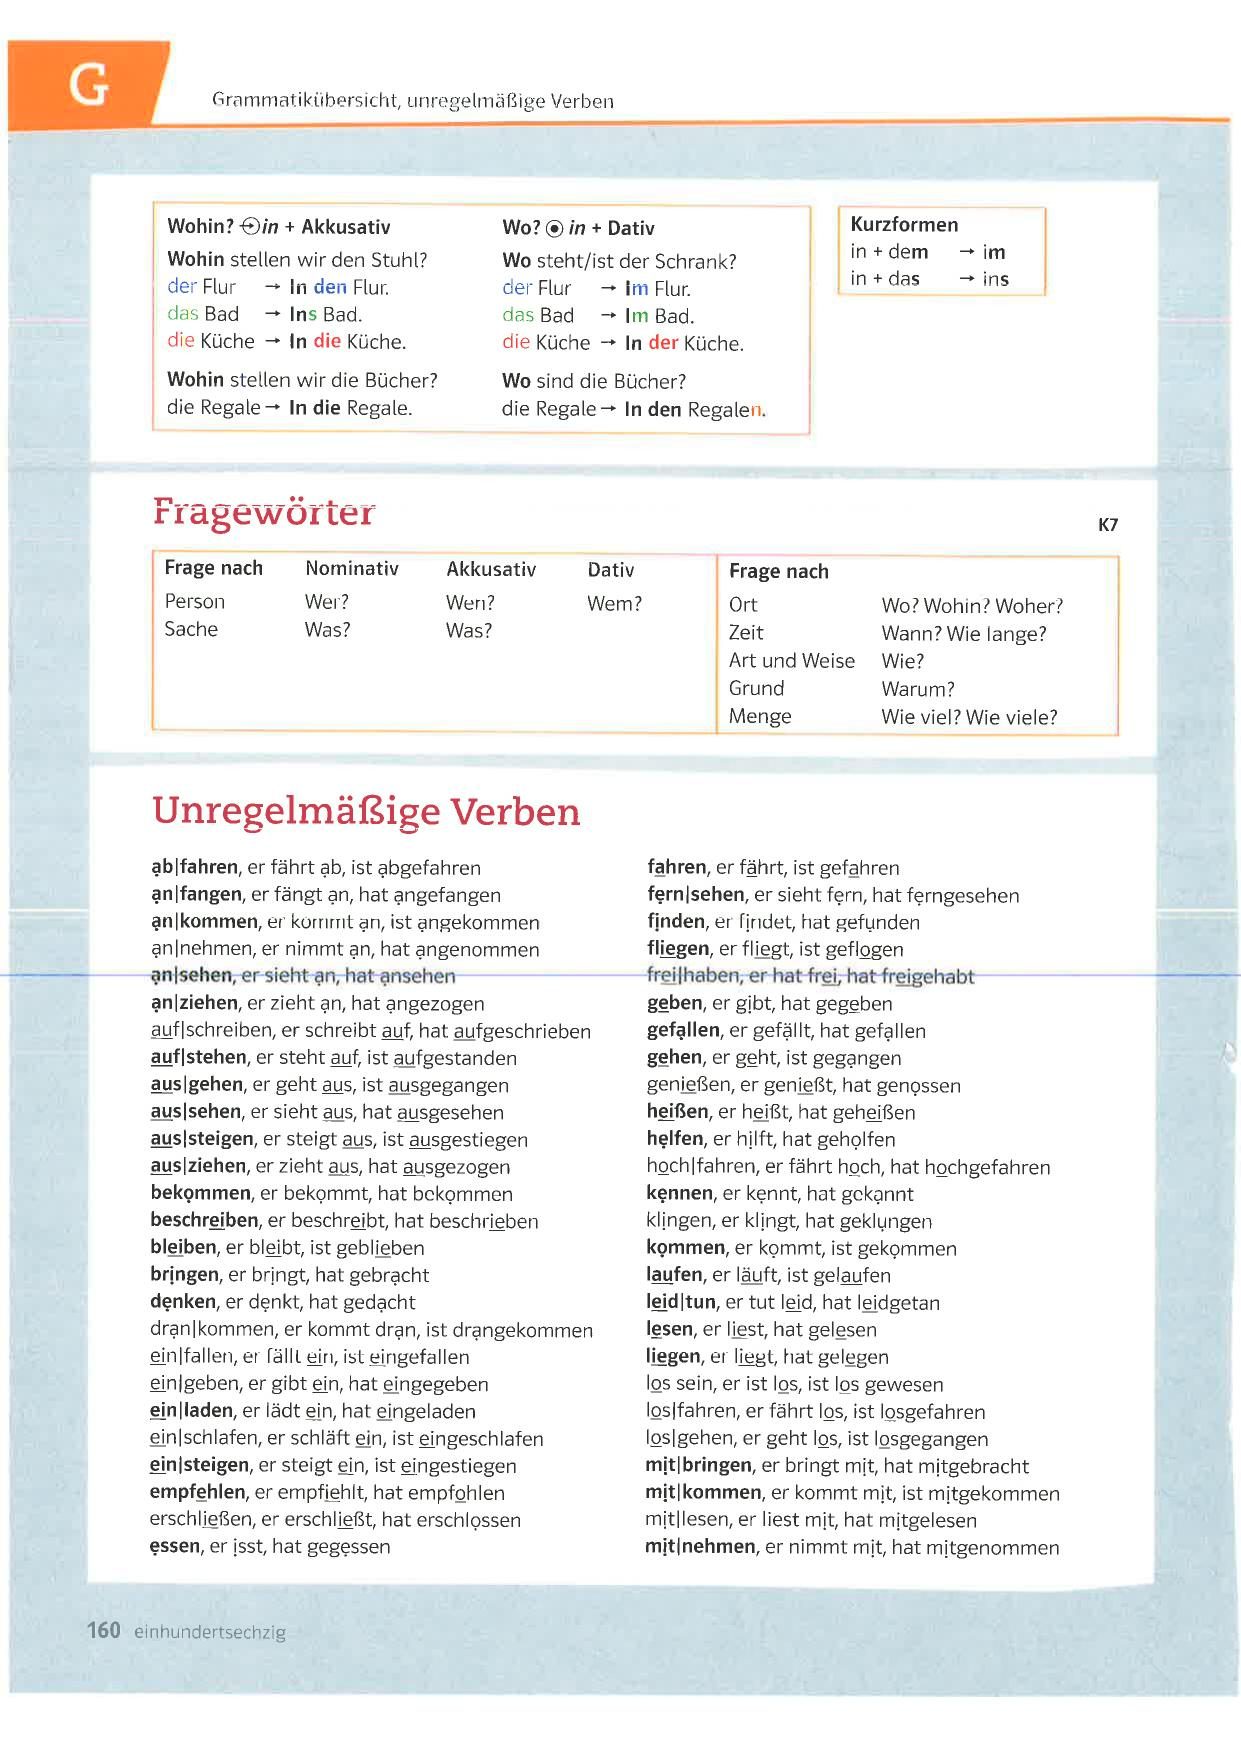 G
Grammatikübersicht, unregelmäßige Verben
Wohin? in + Akkusativ
Wohin stellen wir den Stuhl?
der Flur → In den Flur.
das Bad → Ins Bad.
die Küche → In die Küche.
Wohin stellen wir die Bücher?
die Regale → In die Regale.
Wo? in + Dativ
Wo steht/ist der Schrank?
der Flur → Im Flur.
das Bad → Im Bad.
die Küche → In der Küche.
Wo sind die Bücher?
die Regale → In den Regalen.
Kurzformen
in + dem → im
in + das → ins
Fragewörter
K7
Frage nach Nominativ Akkusativ Dativ
Person Wer? Wen? Wem?
Sache Was? Was?
Frage nach
Ort Wo? Wohin? Woher?
Zeit Wann? Wie lange?
Art und Weise Wie?
Grund Warum?
Menge Wie viel? Wie viele?
Unregelmäßige Verben
ab|fahren, er fährt ab, ist abgefahren
an|fangen, er fängt an, hat angefangen
an|kommen, er kommt an, ist angekommen
an|nehmen, er nimmt an, hat angenommen
an|sehen, er sieht an, hat ansehen
an|ziehen, er zieht an, hat angezogen
auf|schreiben, er schreibt auf, hat aufgeschrieben
auf|stehen, er steht auf, ist aufgestanden
aus|gehen, er geht aus, ist ausgegangen
aus|sehen, er sieht aus, hat ausgesehen
aus|steigen, er steigt aus, ist ausgestiegen
aus|ziehen, er zieht aus, hat ausgezogen
bekommen, er bekommt, hat bekommen
beschreiben, er beschreibt, hat beschrieben
bleiben, er bleibt, ist geblieben
bringen, er bringt, hat gebracht
denken, er denkt, hat gedacht
dran|kommen, er kommt dran, ist drangekommen
ein|fallen, er fällt ein, ist eingefallen
ein|geben, er gibt ein, hat eingegeben
ein|laden, er lädt ein, hat eingeladen
ein|schlafen, er schläft ein, ist eingeschlafen
ein|steigen, er steigt ein, ist eingestiegen
empfehlen, er empfiehlt, hat empfohlen
erschließen, er erschließt, hat erschlossen
essen, er isst, hat gegessen
fahren, er fährt, ist gefahren
fern|sehen, er sieht fern, hat ferngesehen
finden, er findet, hat gefunden
fliegen, er fliegt, ist geflogen
frei|haben, er hat frei, hat freigehabt
geben, er gibt, hat gegeben
gefallen, er gefällt, hat gefallen
gehen, er geht, ist gegangen
genießen, er genießt, hat genossen
heißen, er heißt, hat geheißen
helfen, er hilft, hat geholfen
hoch|fahren, er fährt hoch, hat hochgefahren
kennen, er kennt, hat gekannt
klingen, er klingt, hat geklungen
kommen, er kommt, ist gekommen
laufen, er läuft, ist gelaufen
leid|tun, er tut leid, hat leidgetan
lesen, er liest, hat gelesen
liegen, er liegt, hat gelegen
los sein, er ist los, ist los gewesen
los|fahren, er fährt los, ist losgefahren
los|gehen, er geht los, ist losgegangen
mit|bringen, er bringt mit, hat mitgebracht
mit|kommen, er kommt mit, ist mitgekommen
mit|lesen, er liest mit, hat mitgelesen
mit|nehmen, er nimmt mit, hat mitgenommen
160 einhundertsechzig